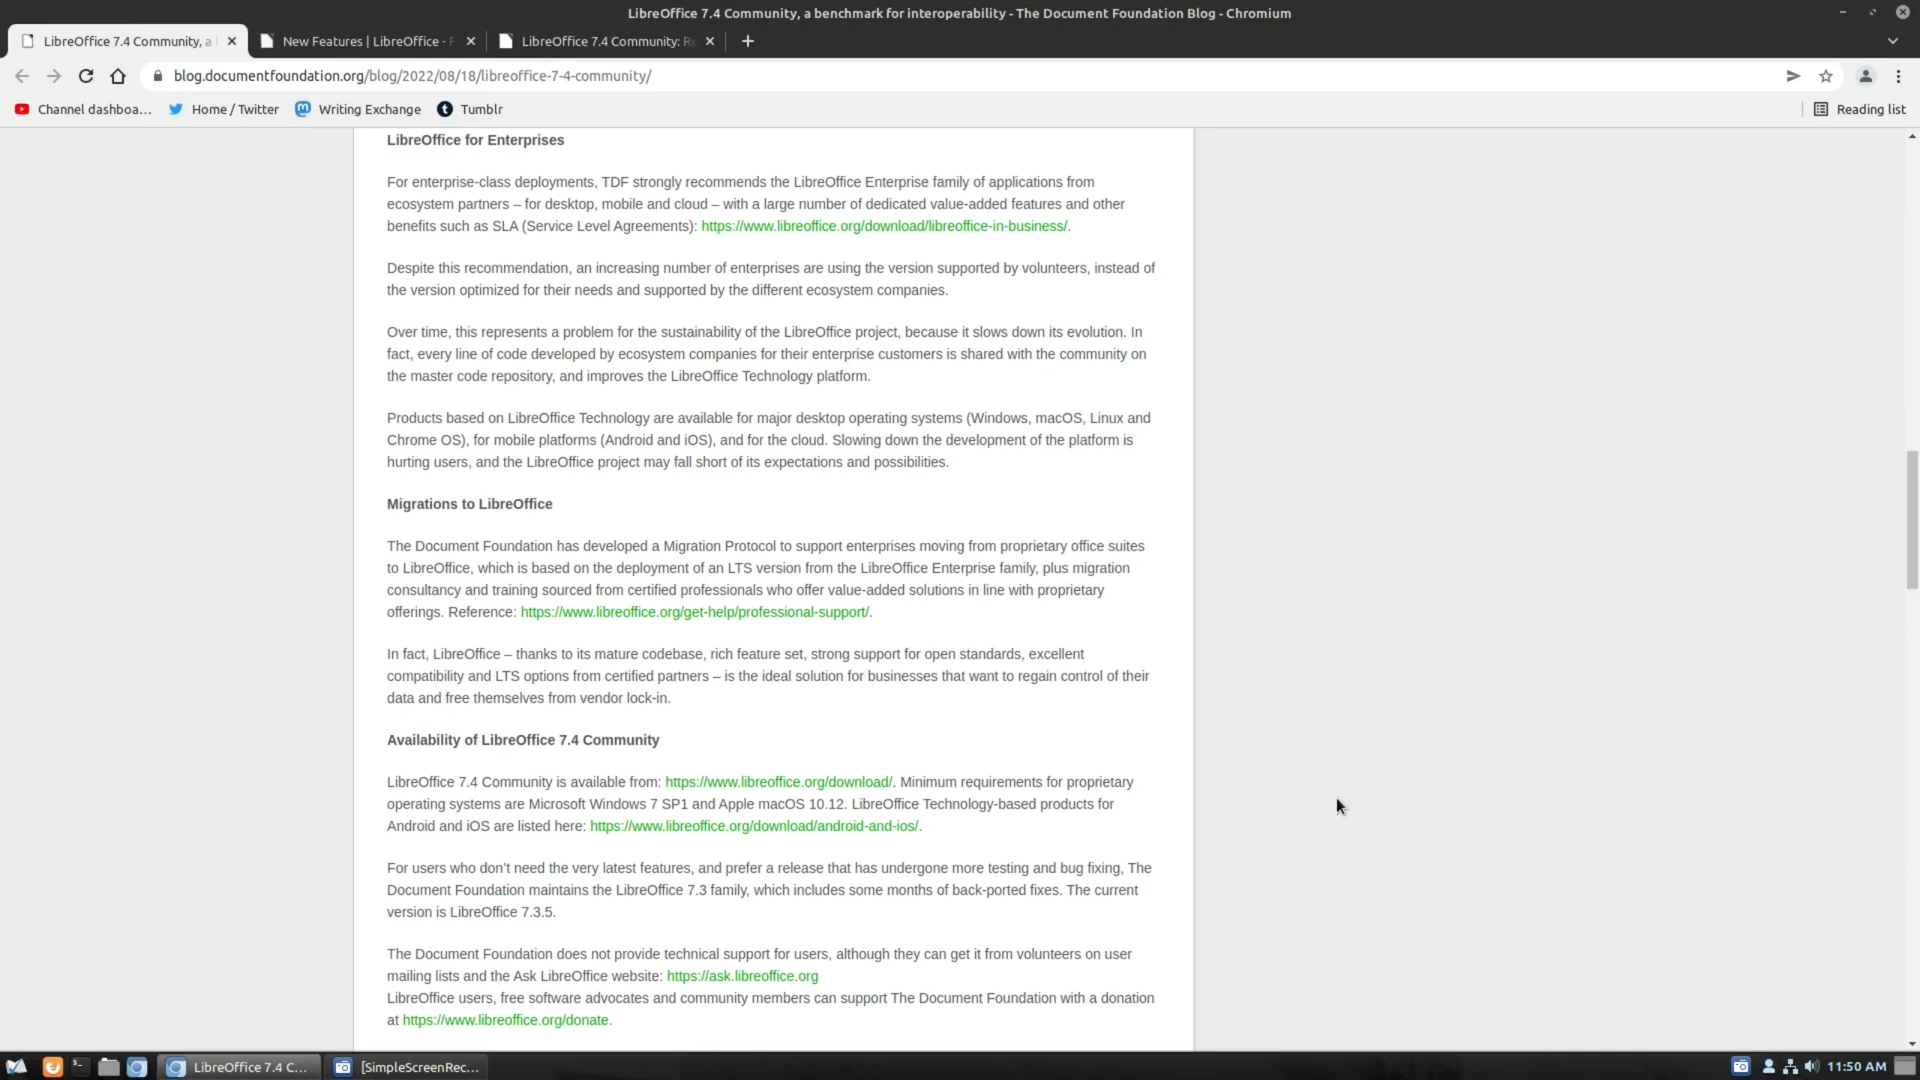 LibreOffice 7.4 Community, a benchmark for interoperability - The Document Foundation Blog - Chromium
LibreOffice 7.4 Community, a
New Features | LibreOffice - F
LibreOffice 7.4 Community: Re
blog.documentfoundation.org/blog/2022/08/18/libreoffice-7-4-community/
Channel dashboa...
Home / Twitter
Writing Exchange
Tumblr
Reading list
LibreOffice for Enterprises
For enterprise-class deployments, TDF strongly recommends the LibreOffice Enterprise family of applications from
ecosystem partners – for desktop, mobile and cloud – with a large number of dedicated value-added features and other
benefits such as SLA (Service Level Agreements): https://www.libreoffice.org/download/libreoffice-in-business/.
Despite this recommendation, an increasing number of enterprises are using the version supported by volunteers, instead of
the version optimized for their needs and supported by the different ecosystem companies.
Over time, this represents a problem for the sustainability of the LibreOffice project, because it slows down its evolution. In
fact, every line of code developed by ecosystem companies for their enterprise customers is shared with the community on
the master code repository, and improves the LibreOffice Technology platform.
Products based on LibreOffice Technology are available for major desktop operating systems (Windows, macOS, Linux and
Chrome OS), for mobile platforms (Android and iOS), and for the cloud. Slowing down the development of the platform is
hurting users, and the LibreOffice project may fall short of its expectations and possibilities.
Migrations to LibreOffice
The Document Foundation has developed a Migration Protocol to support enterprises moving from proprietary office suites
to LibreOffice, which is based on the deployment of an LTS version from the LibreOffice Enterprise family, plus migration
consultancy and training sourced from certified professionals who offer value-added solutions in line with proprietary
offerings. Reference: https://www.libreoffice.org/get-help/professional-support/.
In fact, LibreOffice – thanks to its mature codebase, rich feature set, strong support for open standards, excellent
compatibility and LTS options from certified partners – is the ideal solution for businesses that want to regain control of their
data and free themselves from vendor lock-in.
Availability of LibreOffice 7.4 Community
LibreOffice 7.4 Community is available from: https://www.libreoffice.org/download/. Minimum requirements for proprietary
operating systems are Microsoft Windows 7 SP1 and Apple macOS 10.12. LibreOffice Technology-based products for
Android and iOS are listed here: https://www.libreoffice.org/download/android-and-ios/.
For users who don’t need the very latest features, and prefer a release that has undergone more testing and bug fixing, The
Document Foundation maintains the LibreOffice 7.3 family, which includes some months of back-ported fixes. The current
version is LibreOffice 7.3.5.
The Document Foundation does not provide technical support for users, although they can get it from volunteers on user
mailing lists and the Ask LibreOffice website: https://ask.libreoffice.org
LibreOffice users, free software advocates and community members can support The Document Foundation with a donation
at https://www.libreoffice.org/donate.
LibreOffice 7.4 C...
[SimpleScreenRec...
11:50 AM